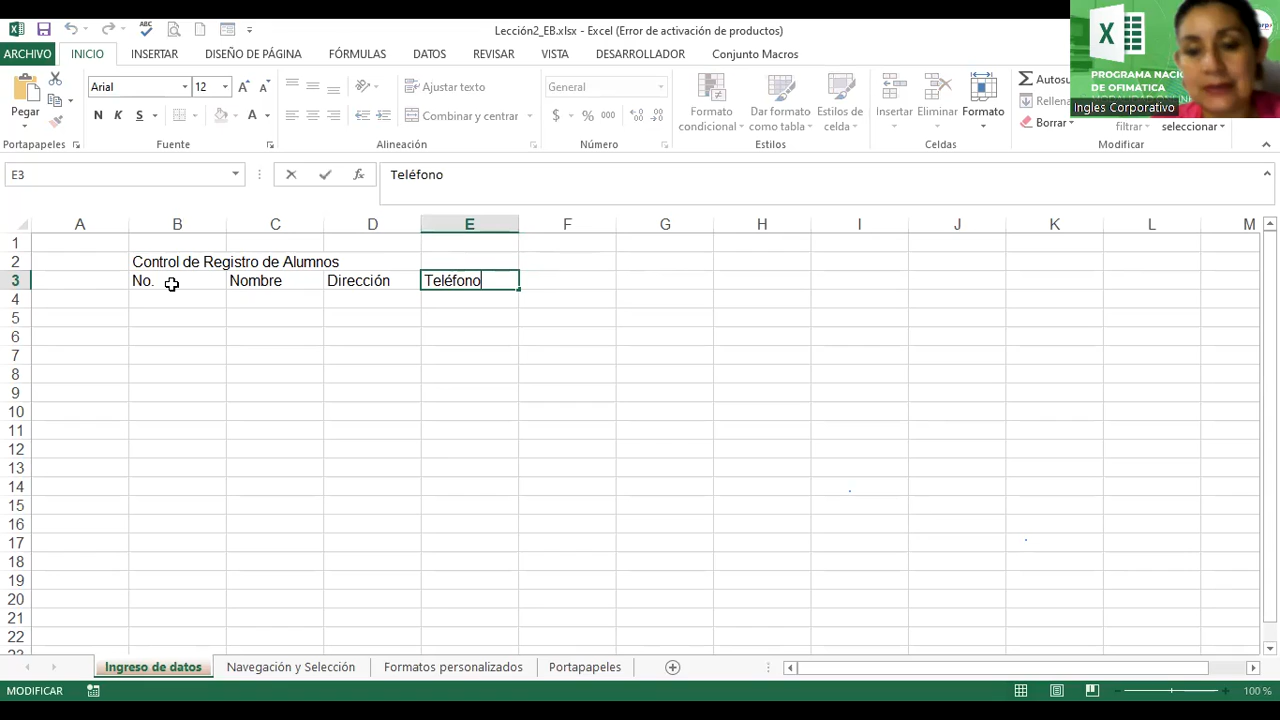 Lección2_EB.xlsx - Excel (Error de activación de productos)
ARCHIVO INICIO INSERTAR DISEÑO DE PÁGINA FÓRMULAS DATOS REVISAR VISTA DESARROLLADOR Conjunto Macros
Pegar
Portapapeles
Arial 12
N K S
Fuente
Ajustar texto
Combinar y centrar
Alineación
General
$ % 000
Número
Formato condicional
Dar formato como tabla
Estilos de celda
Estilos
Insertar
Eliminar
Formato
Celdas
Borrar
filtrar
seleccionar
Modificar
OFIMÁTICA
Ingles Corporativo
E3
Teléfono
A B C D E F G H I J K L M
1
2 Control de Registro de Alumnos
3 No. Nombre Dirección Teléfono
4
5
6
7
8
9
10
11
12
13
14
15
16
17
18
19
20
21
22
Ingreso de datos Navegación y Selección Formatos personalizados Portapapeles
MODIFICAR
100 %